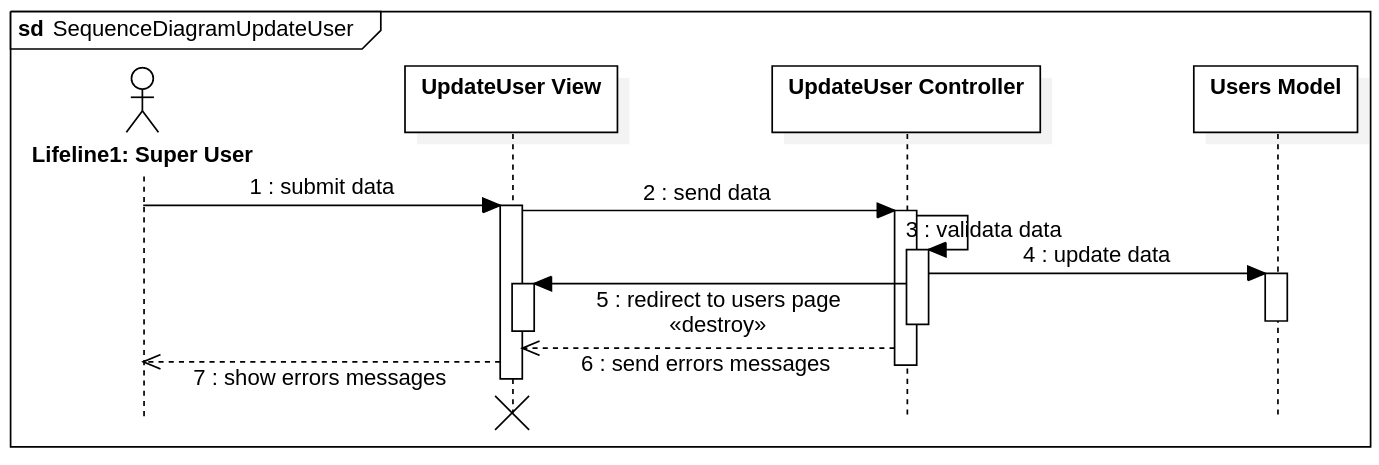 sd SequenceDiagramUpdateUser
UpdateUser View
UpdateUser Controller
Users Model
Lifeline1: Super User
1 : submit data
2 : send data
3 : validata data
4 : update data
5 : redirect to users page
«destroy»
6 : send errors messages
7 : show errors messages